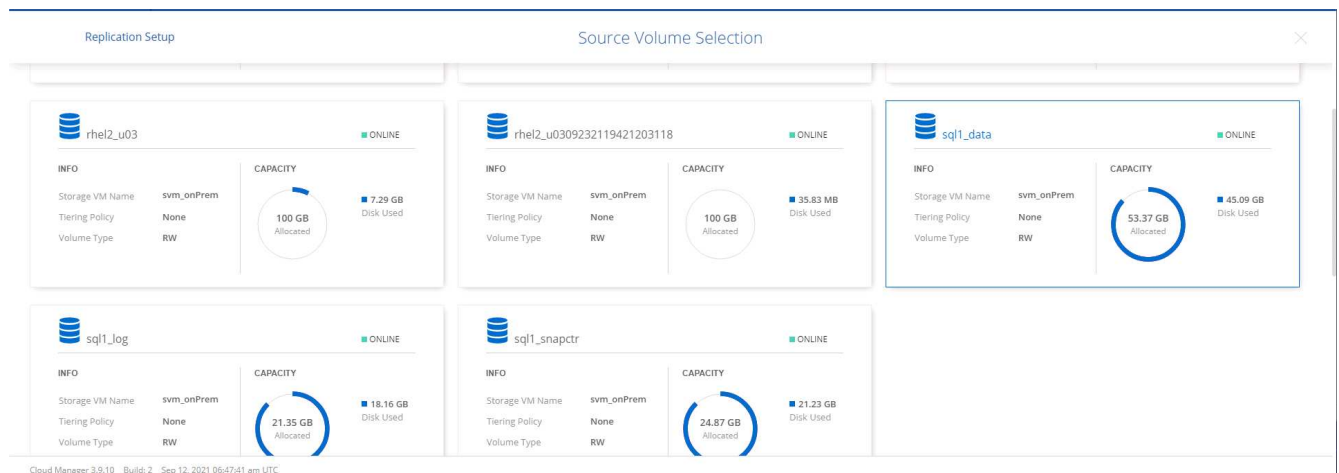 Replication Setup
Source Volume Selection
rhel2_u03
ONLINE
INFO
CAPACITY
Storage VM Name svm_onPrem
Tiering Policy None
Volume Type RW
100 GB
Allocated
7.29 GB
Disk Used
rhel2_u0309232119421203118
ONLINE
INFO
CAPACITY
Storage VM Name svm_onPrem
Tiering Policy None
Volume Type RW
100 GB
Allocated
35.83 MB
Disk Used
sql1_data
ONLINE
INFO
CAPACITY
Storage VM Name svm_onPrem
Tiering Policy None
Volume Type RW
53.37 GB
Allocated
45.09 GB
Disk Used
sql1_log
ONLINE
INFO
CAPACITY
Storage VM Name svm_onPrem
Tiering Policy None
Volume Type RW
21.35 GB
Allocated
18.16 GB
Disk Used
sql1_snapctr
ONLINE
INFO
CAPACITY
Storage VM Name svm_onPrem
Tiering Policy None
Volume Type RW
24.87 GB
Allocated
21.23 GB
Disk Used
Cloud Manager 3.9.10 Build: 2 Sep 12, 2021 06:47:41 am UTC